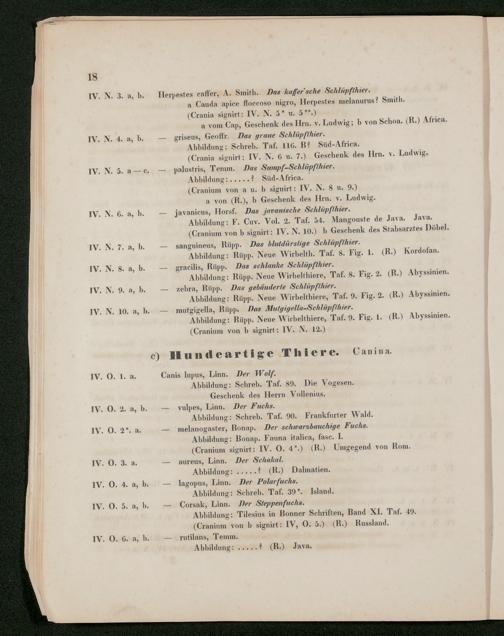 18
IV. N. 3. a, b. Herpestes caffer, A. Smith. Das kaffer'sche Schlüpfthier.
a Cauda apice floccoso nigro, Herpestes melanurus? Smith.
(Crania signirt: IV. N. 5* u. 5**.)
a vom Cap, Geschenk des Hrn. v. Ludwig; b von Schoa. (R.) Africa.
IV. N. 4. a, b. — griseus, Geoffr. Das graue Schlüpfthier.
Abbildung: Schreb. Taf. 116. B? Süd-Africa.
(Crania signirt: IV. N. 6 u. 7.) Geschenk des Hrn. v. Ludwig.
IV. N. 5. a—c. — palustris, Temm. Das Sumpf-Schlüpfthier.
Abbildung: .....? Süd-Africa.
(Cranium von a u. b signirt: IV. N. 8 u. 9.)
a von (R.), b Geschenk des Hrn. v. Ludwig.
IV. N. 6. a, b. — javanicus, Horsf. Das javanische Schlüpfthier.
Abbildung: F. Cuv. Vol. 2. Taf. 54. Mangouste de Java. Java.
(Cranium von b signirt: IV. N. 10.) b Geschenk des Stabsarztes Döbel.
IV. N. 7. a, b. — sanguineus, Rüpp. Das blutdürstige Schlüpfthier.
Abbildung: Rüpp. Neue Wirbelth. Taf. 8. Fig. 1. (R.) Kordofan.
IV. N. 8. a, b. — gracilis, Rüpp. Das schlanke Schlüpfthier.
Abbildung: Rüpp. Neue Wirbelthiere, Taf. 8. Fig. 2. (R.) Abyssinien.
IV. N. 9. a, b. — zebra, Rüpp. Das gebänderte Schlüpfthier.
Abbildung: Rüpp. Neue Wirbelthiere, Taf. 9. Fig. 2. (R.) Abyssinien.
IV. N. 10. a, b. — mutgigella, Rüpp. Das Mutgigella-Schlüpfthier.
Abbildung: Rüpp. Neue Wirbelthiere, Taf. 9. Fig. 1. (R.) Abyssinien.
(Cranium von b signirt: IV. N. 12.)
c) Hundeartige Thiere. Canina.
IV. O. 1. a. Canis lupus, Linn. Der Wolf.
Abbildung: Schreb. Taf. 89. Die Vogesen.
Geschenk des Herrn Vollenius.
IV. O. 2. a, b. — vulpes, Linn. Der Fuchs.
Abbildung: Schreb. Taf. 90. Frankfurter Wald.
IV. O. 2*. a. — melanogaster, Bonap. Der schwarzbauchige Fuchs.
Abbildung: Bonap. Fauna italica, fasc. I.
(Cranium signirt: IV. O. 4*.) (R.) Umgegend von Rom.
IV. O. 3. a. — aureus, Linn. Der Schakal.
Abbildung: .....? (R.) Dalmatien.
IV. O. 4. a, b. — lagopus, Linn. Der Polarfuchs.
Abbildung: Schreb. Taf. 39*. Island.
IV. O. 5. a, b. — Corsak, Linn. Der Steppenfuchs.
Abbildung: Tilesius in Bonner Schriften, Band XI. Taf. 49.
(Cranium von b signirt: IV, O. 5.) (R.) Russland.
IV. O. 6. a, b. — rutilans, Temm.
Abbildung: .....? (R.) Java.